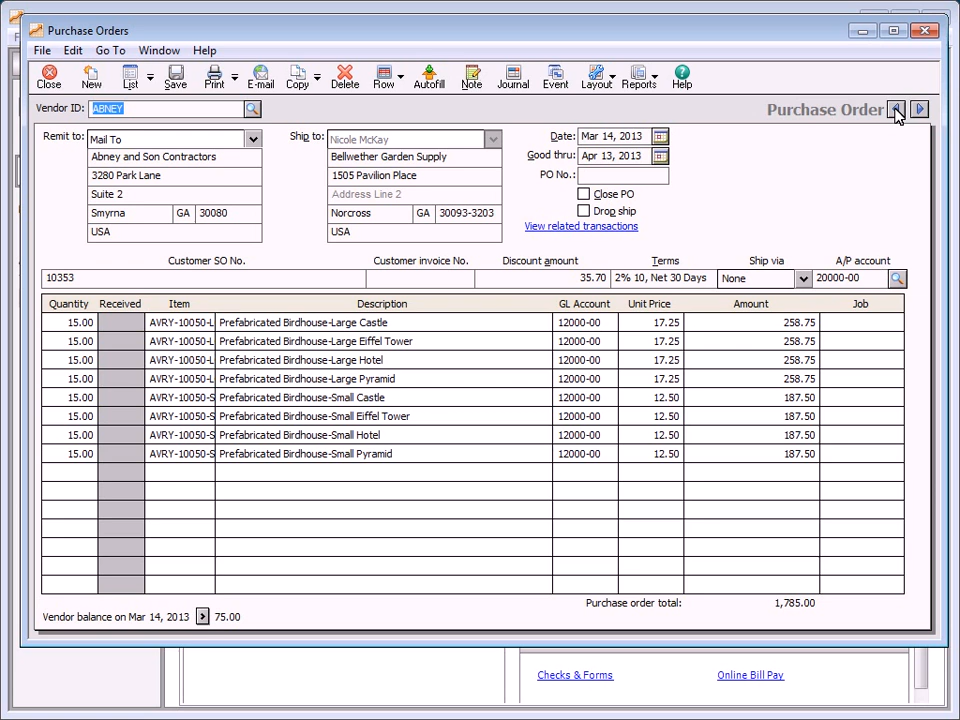 Purchase Orders
File Edit Go To Window Help
Close New List Save Print E-mail Copy Delete Row Autofill Note Journal Event Layout Reports Help
Vendor ID: ABNEY Purchase Order
Remit to: Mail To Ship to: Nicole McKay Date: Mar 14, 2013
Abney and Son Contractors Bellwether Garden Supply Good thru: Apr 13, 2013
3280 Park Lane 1505 Pavilion Place PO No.:
Suite 2 Address Line 2 Close PO
Smyrna GA 30080 Norcross GA 30093-3203 Drop ship
USA USA View related transactions
Customer SO No. Customer invoice No. Discount amount Terms Ship via A/P account
10353 35.70 2% 10, Net 30 Days None 20000-00
Quantity Received Item Description GL Account Unit Price Amount Job
15.00 AVRY-10050-L Prefabricated Birdhouse-Large Castle 12000-00 17.25 258.75
15.00 AVRY-10050-L Prefabricated Birdhouse-Large Eiffel Tower 12000-00 17.25 258.75
15.00 AVRY-10050-L Prefabricated Birdhouse-Large Hotel 12000-00 17.25 258.75
15.00 AVRY-10050-L Prefabricated Birdhouse-Large Pyramid 12000-00 17.25 258.75
15.00 AVRY-10050-S Prefabricated Birdhouse-Small Castle 12000-00 12.50 187.50
15.00 AVRY-10050-S Prefabricated Birdhouse-Small Eiffel Tower 12000-00 12.50 187.50
15.00 AVRY-10050-S Prefabricated Birdhouse-Small Hotel 12000-00 12.50 187.50
15.00 AVRY-10050-S Prefabricated Birdhouse-Small Pyramid 12000-00 12.50 187.50
Purchase order total: 1,785.00
Vendor balance on Mar 14, 2013 75.00
Checks & Forms Online Bill Pay